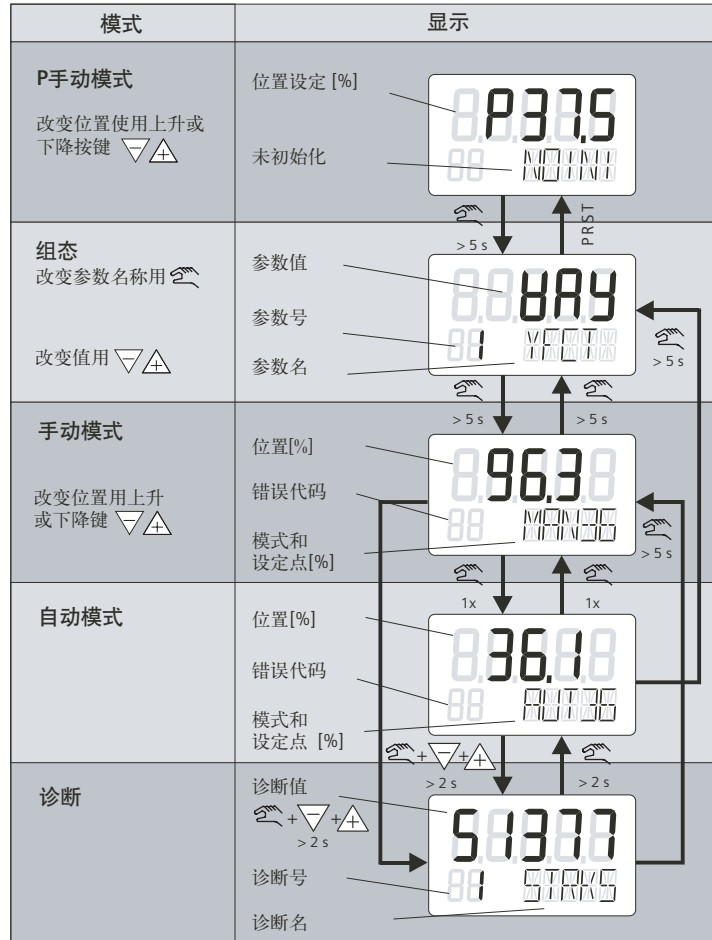 模式
显示
P手动模式
改变位置使用上升或
下降按键
位置设定 [%]
未初始化
P37.5
NOINI
> 5 s
PRST
组态
改变参数名称用
改变值用
参数值
参数号
参数名
WAY
1 YFCT
> 5 s
> 5 s
> 5 s
手动模式
改变位置用上升
或下降键
位置[%]
错误代码
模式和
设定点[%]
96.3
MAN36
> 5 s
1x
1x
自动模式
位置[%]
错误代码
模式和
设定点 [%]
36.1
AUT36
+ +
> 2 s
> 2 s
诊断
诊断值
+ +
> 2 s
诊断号
诊断名
51377
1 STRKS